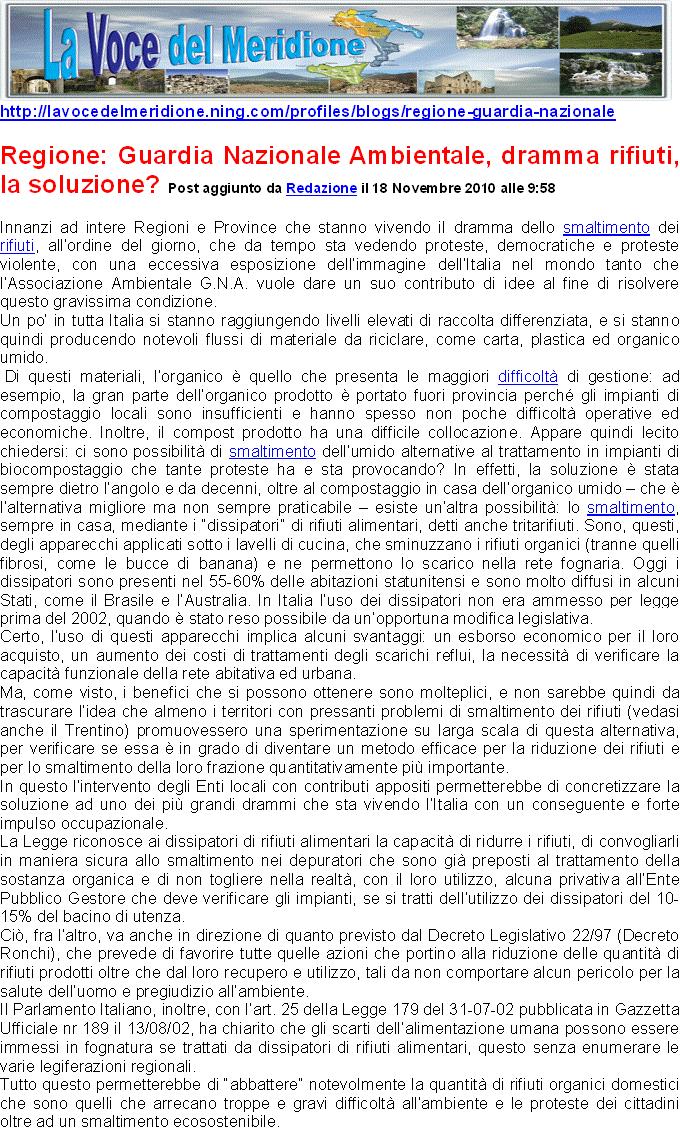 La Voce del Meridione
http://lavocedelmeridione.ning.com/profiles/blogs/regione-guardia-nazionale
Regione: Guardia Nazionale Ambientale, dramma rifiuti,
la soluzione? Post aggiunto da Redazione il 18 Novembre 2010 alle 9:58
Innanzi ad intere Regioni e Province che stanno vivendo il dramma dello smaltimento dei
rifiuti, all'ordine del giorno, che da tempo sta vedendo proteste, democratiche e proteste
violente, con una eccessiva esposizione dell'immagine dell'Italia nel mondo tanto che
l'Associazione Ambientale G.N.A. vuole dare un suo contributo di idee al fine di risolvere
questo gravissima condizione.
Un po' in tutta Italia si stanno raggiungendo livelli elevati di raccolta differenziata, e si stanno
quindi producendo notevoli flussi di materiale da riciclare, come carta, plastica ed organico
umido.
Di questi materiali, l'organico è quello che presenta le maggiori difficoltà di gestione: ad
esempio, la gran parte dell'organico prodotto è portato fuori provincia perché gli impianti di
compostaggio locali sono insufficienti e hanno spesso non poche difficoltà operative ed
economiche. Inoltre, il compost prodotto ha una difficile collocazione. Appare quindi lecito
chiedersi: ci sono possibilità di smaltimento dell'umido alternative al trattamento in impianti di
biocompostaggio che tante proteste ha e sta provocando? In effetti, la soluzione è stata
sempre dietro l'angolo e da decenni, oltre al compostaggio in casa dell'organico umido – che è
l'alternativa migliore ma non sempre praticabile – esiste un'altra possibilità: lo smaltimento,
sempre in casa, mediante i "dissipatori" di rifiuti alimentari, detti anche tritarifiuti. Sono, questi,
degli apparecchi applicati sotto i lavelli di cucina, che sminuzzano i rifiuti organici (tranne quelli
fibrosi, come le bucce di banana) e ne permettono lo scarico nella rete fognaria. Oggi i
dissipatori sono presenti nel 55-60% delle abitazioni statunitensi e sono molto diffusi in alcuni
Stati, come il Brasile e l'Australia. In Italia l'uso dei dissipatori non era ammesso per legge
prima del 2002, quando è stato reso possibile da un'opportuna modifica legislativa.
Certo, l'uso di questi apparecchi implica alcuni svantaggi: un esborso economico per il loro
acquisto, un aumento dei costi di trattamenti degli scarichi reflui, la necessità di verificare la
capacità funzionale della rete abitativa ed urbana.
Ma, come visto, i benefici che si possono ottenere sono molteplici, e non sarebbe quindi da
trascurare l'idea che almeno i territori con pressanti problemi di smaltimento dei rifiuti (vedasi
anche il Trentino) promuovessero una sperimentazione su larga scala di questa alternativa,
per verificare se essa è in grado di diventare un metodo efficace per la riduzione dei rifiuti e
per lo smaltimento della loro frazione quantitativamente più importante.
In questo l'intervento degli Enti locali con contributi appositi permetterebbe di concretizzare la
soluzione ad uno dei più grandi drammi che sta vivendo l'Italia con un conseguente e forte
impulso occupazionale.
La Legge riconosce ai dissipatori di rifiuti alimentari la capacità di ridurre i rifiuti, di convogliarli
in maniera sicura allo smaltimento nei depuratori che sono già preposti al trattamento della
sostanza organica e di non togliere nella realtà, con il loro utilizzo, alcuna privativa all'Ente
Pubblico Gestore che deve verificare gli impianti, se si tratti dell'utilizzo dei dissipatori del 10-
15% del bacino di utenza.
Ciò, fra l'altro, va anche in direzione di quanto previsto dal Decreto Legislativo 22/97 (Decreto
Ronchi), che prevede di favorire tutte quelle azioni che portino alla riduzione delle quantità di
rifiuti prodotti oltre che dal loro recupero e utilizzo, tali da non comportare alcun pericolo per la
salute dell'uomo e pregiudizio all'ambiente.
Il Parlamento Italiano, inoltre, con l'art. 25 della Legge 179 del 31-07-02 pubblicata in Gazzetta
Ufficiale nr 189 il 13/08/02, ha chiarito che gli scarti dell'alimentazione umana possono essere
immessi in fognatura se trattati da dissipatori di rifiuti alimentari, questo senza enumerare le
varie legiferazioni regionali.
Tutto questo permetterebbe di "abbattere" notevolmente la quantità di rifiuti organici domestici
che sono quelli che arrecano troppe e gravi difficoltà all'ambiente e le proteste dei cittadini
oltre ad un smaltimento ecosostenibile.